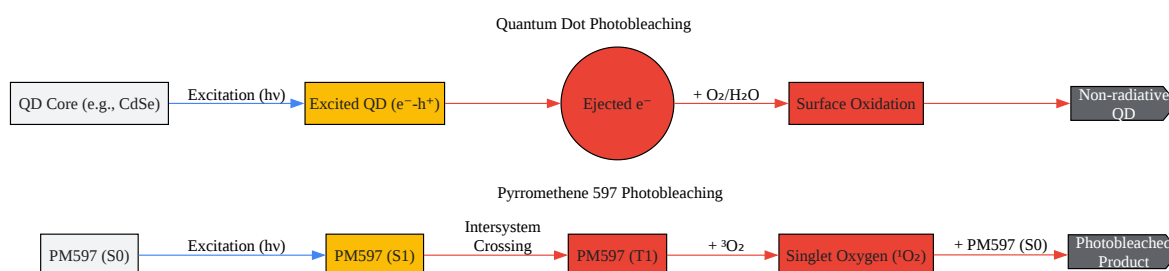 Quantum Dot Photobleaching
QD Core (e.g., CdSe)
Excitation (hν)
Excited QD (e⁻-h⁺)
Ejected e⁻
+ O₂/H₂O
Surface Oxidation
Non-radiative
QD
Pyrromethene 597 Photobleaching
PM597 (S0)
Excitation (hν)
PM597 (S1)
Intersystem
Crossing
PM597 (T1)
+ ³O₂
Singlet Oxygen (¹O₂)
+ PM597 (S0)
Photobleached
Product